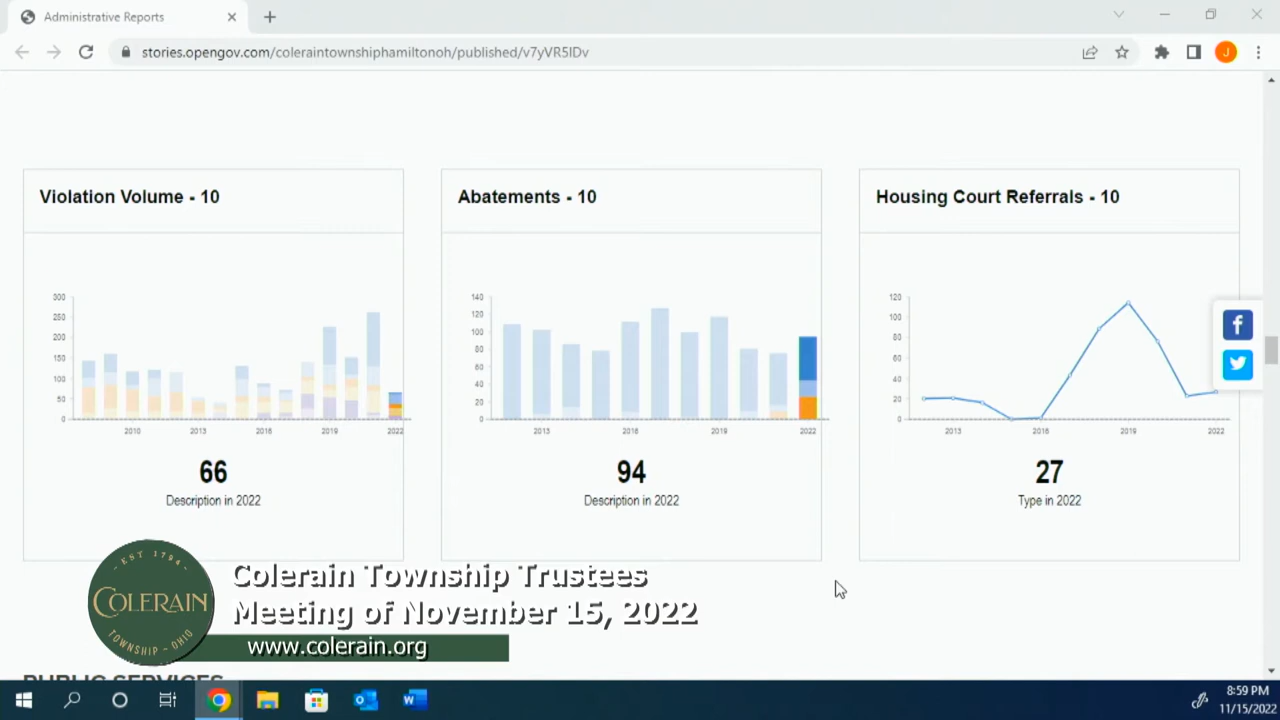 Administrative Reports
stories.opengov.com/coleraintownshiphamiltonoh/published/v7yVR5IDv
J
Violation Volume - 10
300
250
200
150
100
50
0
2010
2013
2016
2019
2022
66
Description in 2022
Abatements - 10
140
120
100
80
60
40
20
0
2013
2016
2019
2022
94
Description in 2022
Housing Court Referrals - 10
120
100
80
60
40
20
0
2013
2016
2019
2022
27
Type in 2022
EST 1794
COLERAIN
TOWNSHIP ~ OHIO
Colerain Township Trustees
Meeting of November 15, 2022
www.colerain.org
PUBLIC SERVICES
8:59 PM
11/15/2022